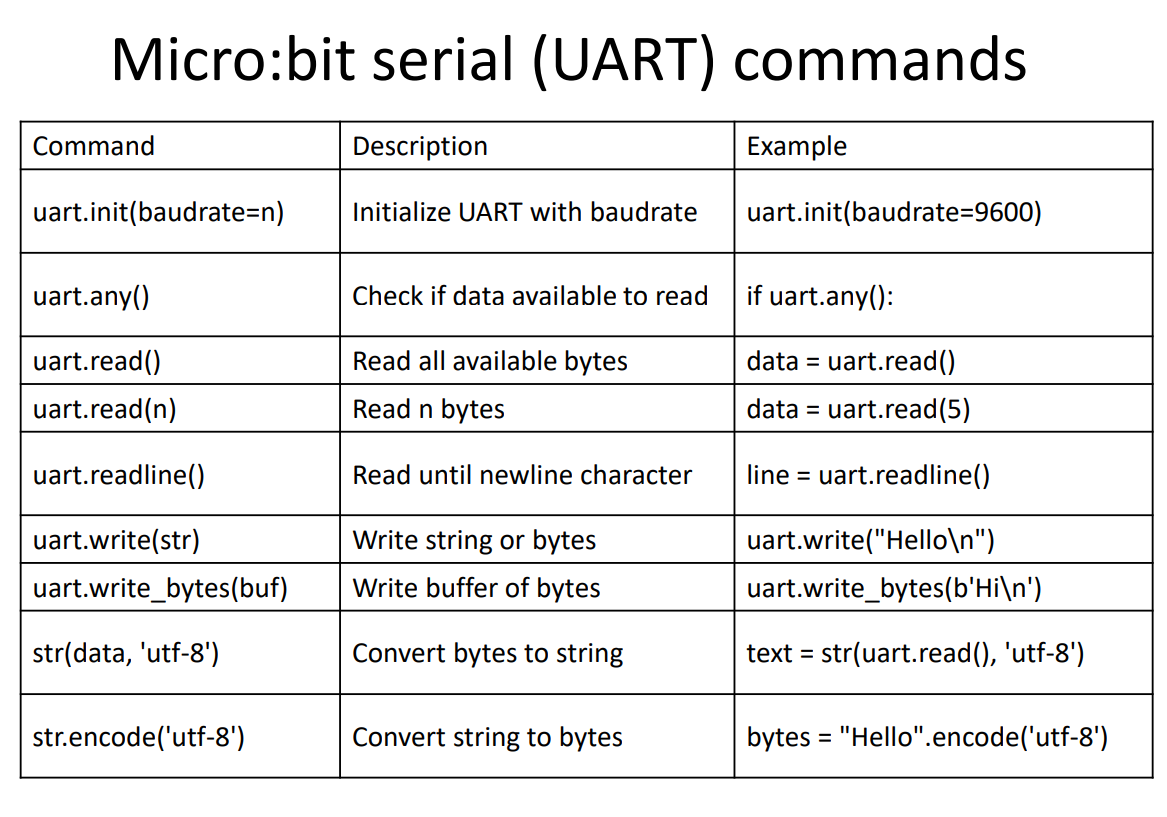 Micro:bit serial (UART) commands
Command Description Example
uart.init(baudrate=n) Initialize UART with baudrate uart.init(baudrate=9600)
uart.any() Check if data available to read if uart.any():
uart.read() Read all available bytes data = uart.read()
uart.read(n) Read n bytes data = uart.read(5)
uart.readline() Read until newline character line = uart.readline()
uart.write(str) Write string or bytes uart.write("Hello\n")
uart.write_bytes(buf) Write buffer of bytes uart.write_bytes(b'Hi\n')
str(data, 'utf-8') Convert bytes to string text = str(uart.read(), 'utf-8')
str.encode('utf-8') Convert string to bytes bytes = "Hello".encode('utf-8')